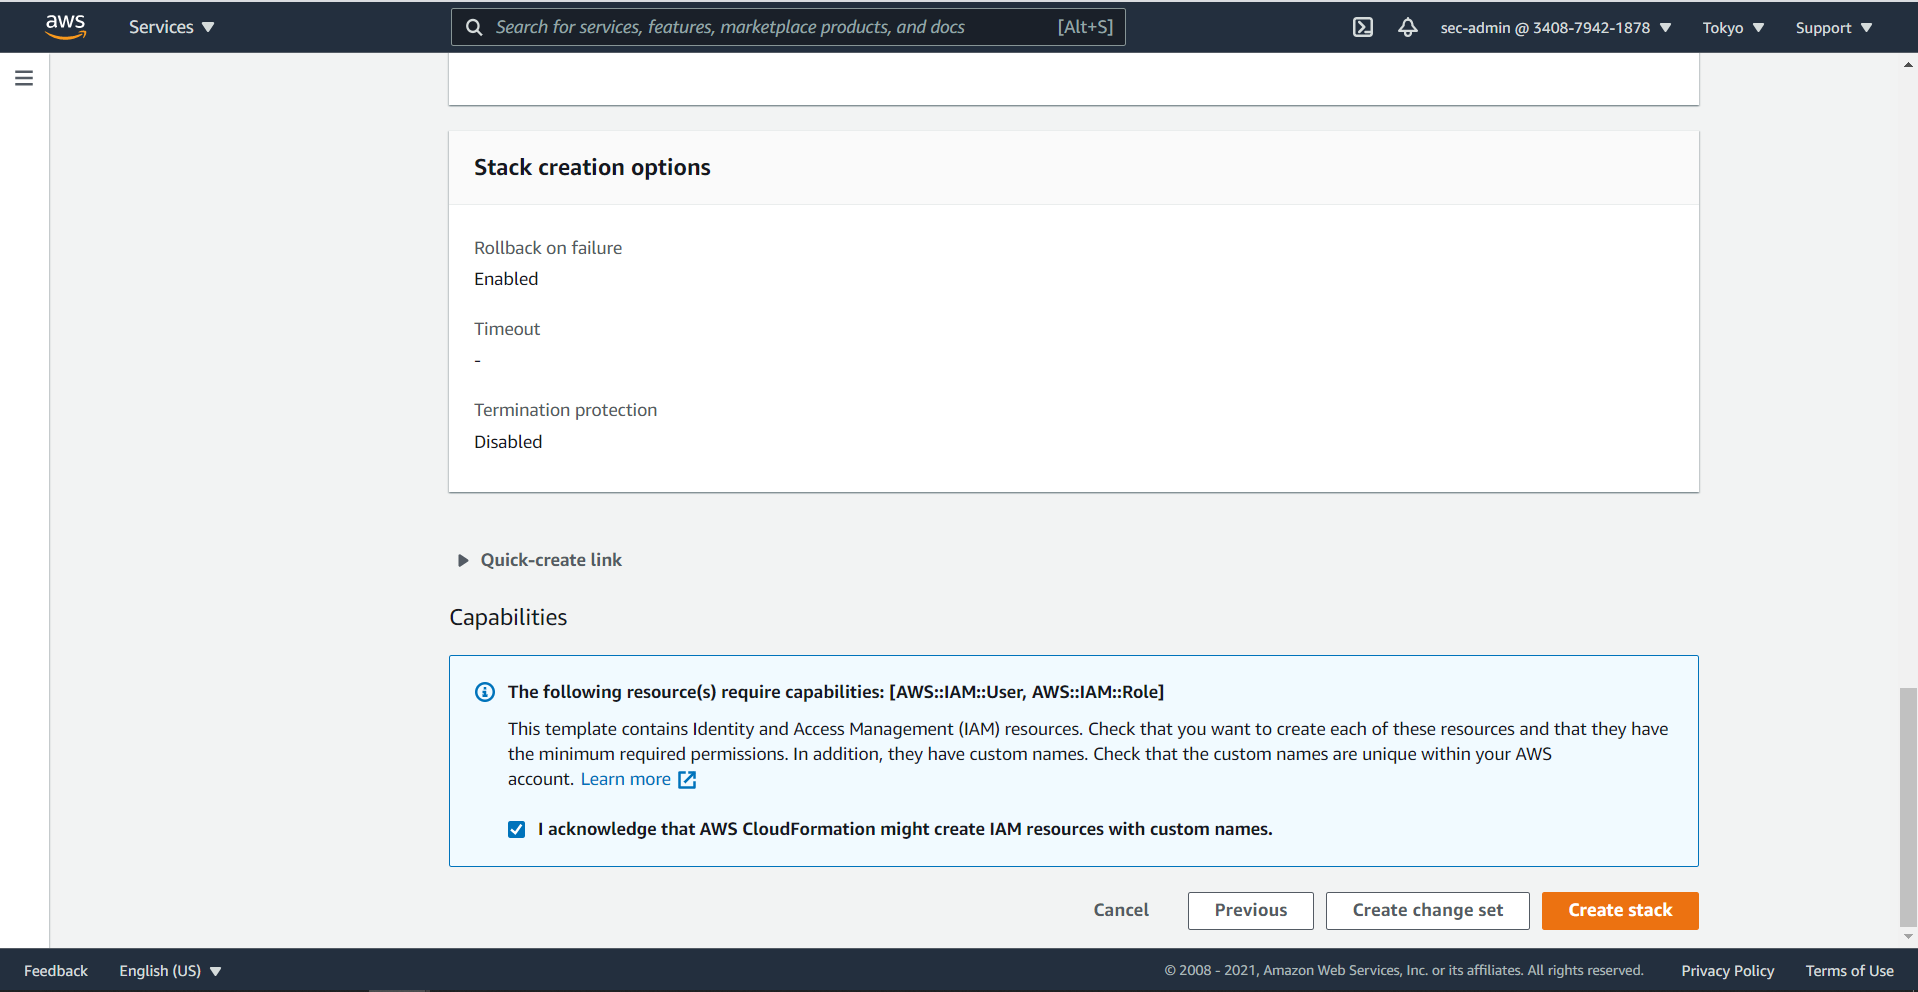 aws
Services
Search for services, features, marketplace products, and docs
[Alt+S]
sec-admin @ 3408-7942-1878
Tokyo
Support
Stack creation options
Rollback on failure
Enabled
Timeout
-
Termination protection
Disabled
Quick-create link
Capabilities
The following resource(s) require capabilities: [AWS::IAM::User, AWS::IAM::Role]
This template contains Identity and Access Management (IAM) resources. Check that you want to create each of these resources and that they have
the minimum required permissions. In addition, they have custom names. Check that the custom names are unique within your AWS
account. Learn more
I acknowledge that AWS CloudFormation might create IAM resources with custom names.
Cancel
Previous
Create change set
Create stack
Feedback
English (US)
© 2008 - 2021, Amazon Web Services, Inc. or its affiliates. All rights reserved.
Privacy Policy
Terms of Use